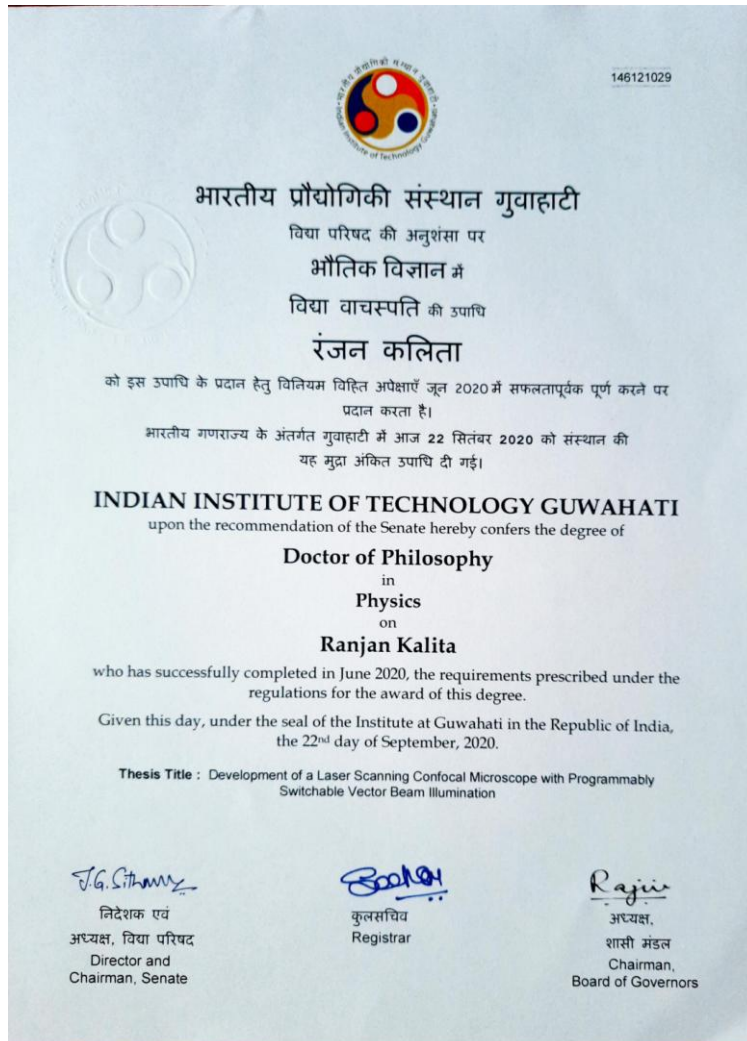 146121029
भारतीय प्रौद्योगिकी संस्थान गुवाहाटी
Indian Institute of Technology Guwahati
भारतीय प्रौद्योगिकी संस्थान गुवाहाटी
विद्या परिषद की अनुशंसा पर
भौतिक विज्ञान में
विद्या वाचस्पति की उपाधि
रंजन कलिता
को इस उपाधि के प्रदान हेतु विनियम विहित अपेक्षाएँ जून 2020 में सफलतापूर्वक पूर्ण करने पर
प्रदान करता है।
भारतीय गणराज्य के अंतर्गत गुवाहाटी में आज 22 सितंबर 2020 को संस्थान की
यह मुद्रा अंकित उपाधि दी गई।
INDIAN INSTITUTE OF TECHNOLOGY GUWAHATI
upon the recommendation of the Senate hereby confers the degree of
Doctor of Philosophy
in
Physics
on
Ranjan Kalita
who has successfully completed in June 2020, the requirements prescribed under the
regulations for the award of this degree.
Given this day, under the seal of the Institute at Guwahati in the Republic of India,
the 22nd day of September, 2020.
Thesis Title : Development of a Laser Scanning Confocal Microscope with Programmably
Switchable Vector Beam Illumination
निदेशक एवं
अध्यक्ष, विद्या परिषद
Director and
Chairman, Senate
कुलसचिव
Registrar
अध्यक्ष,
शासी मंडल
Chairman,
Board of Governors